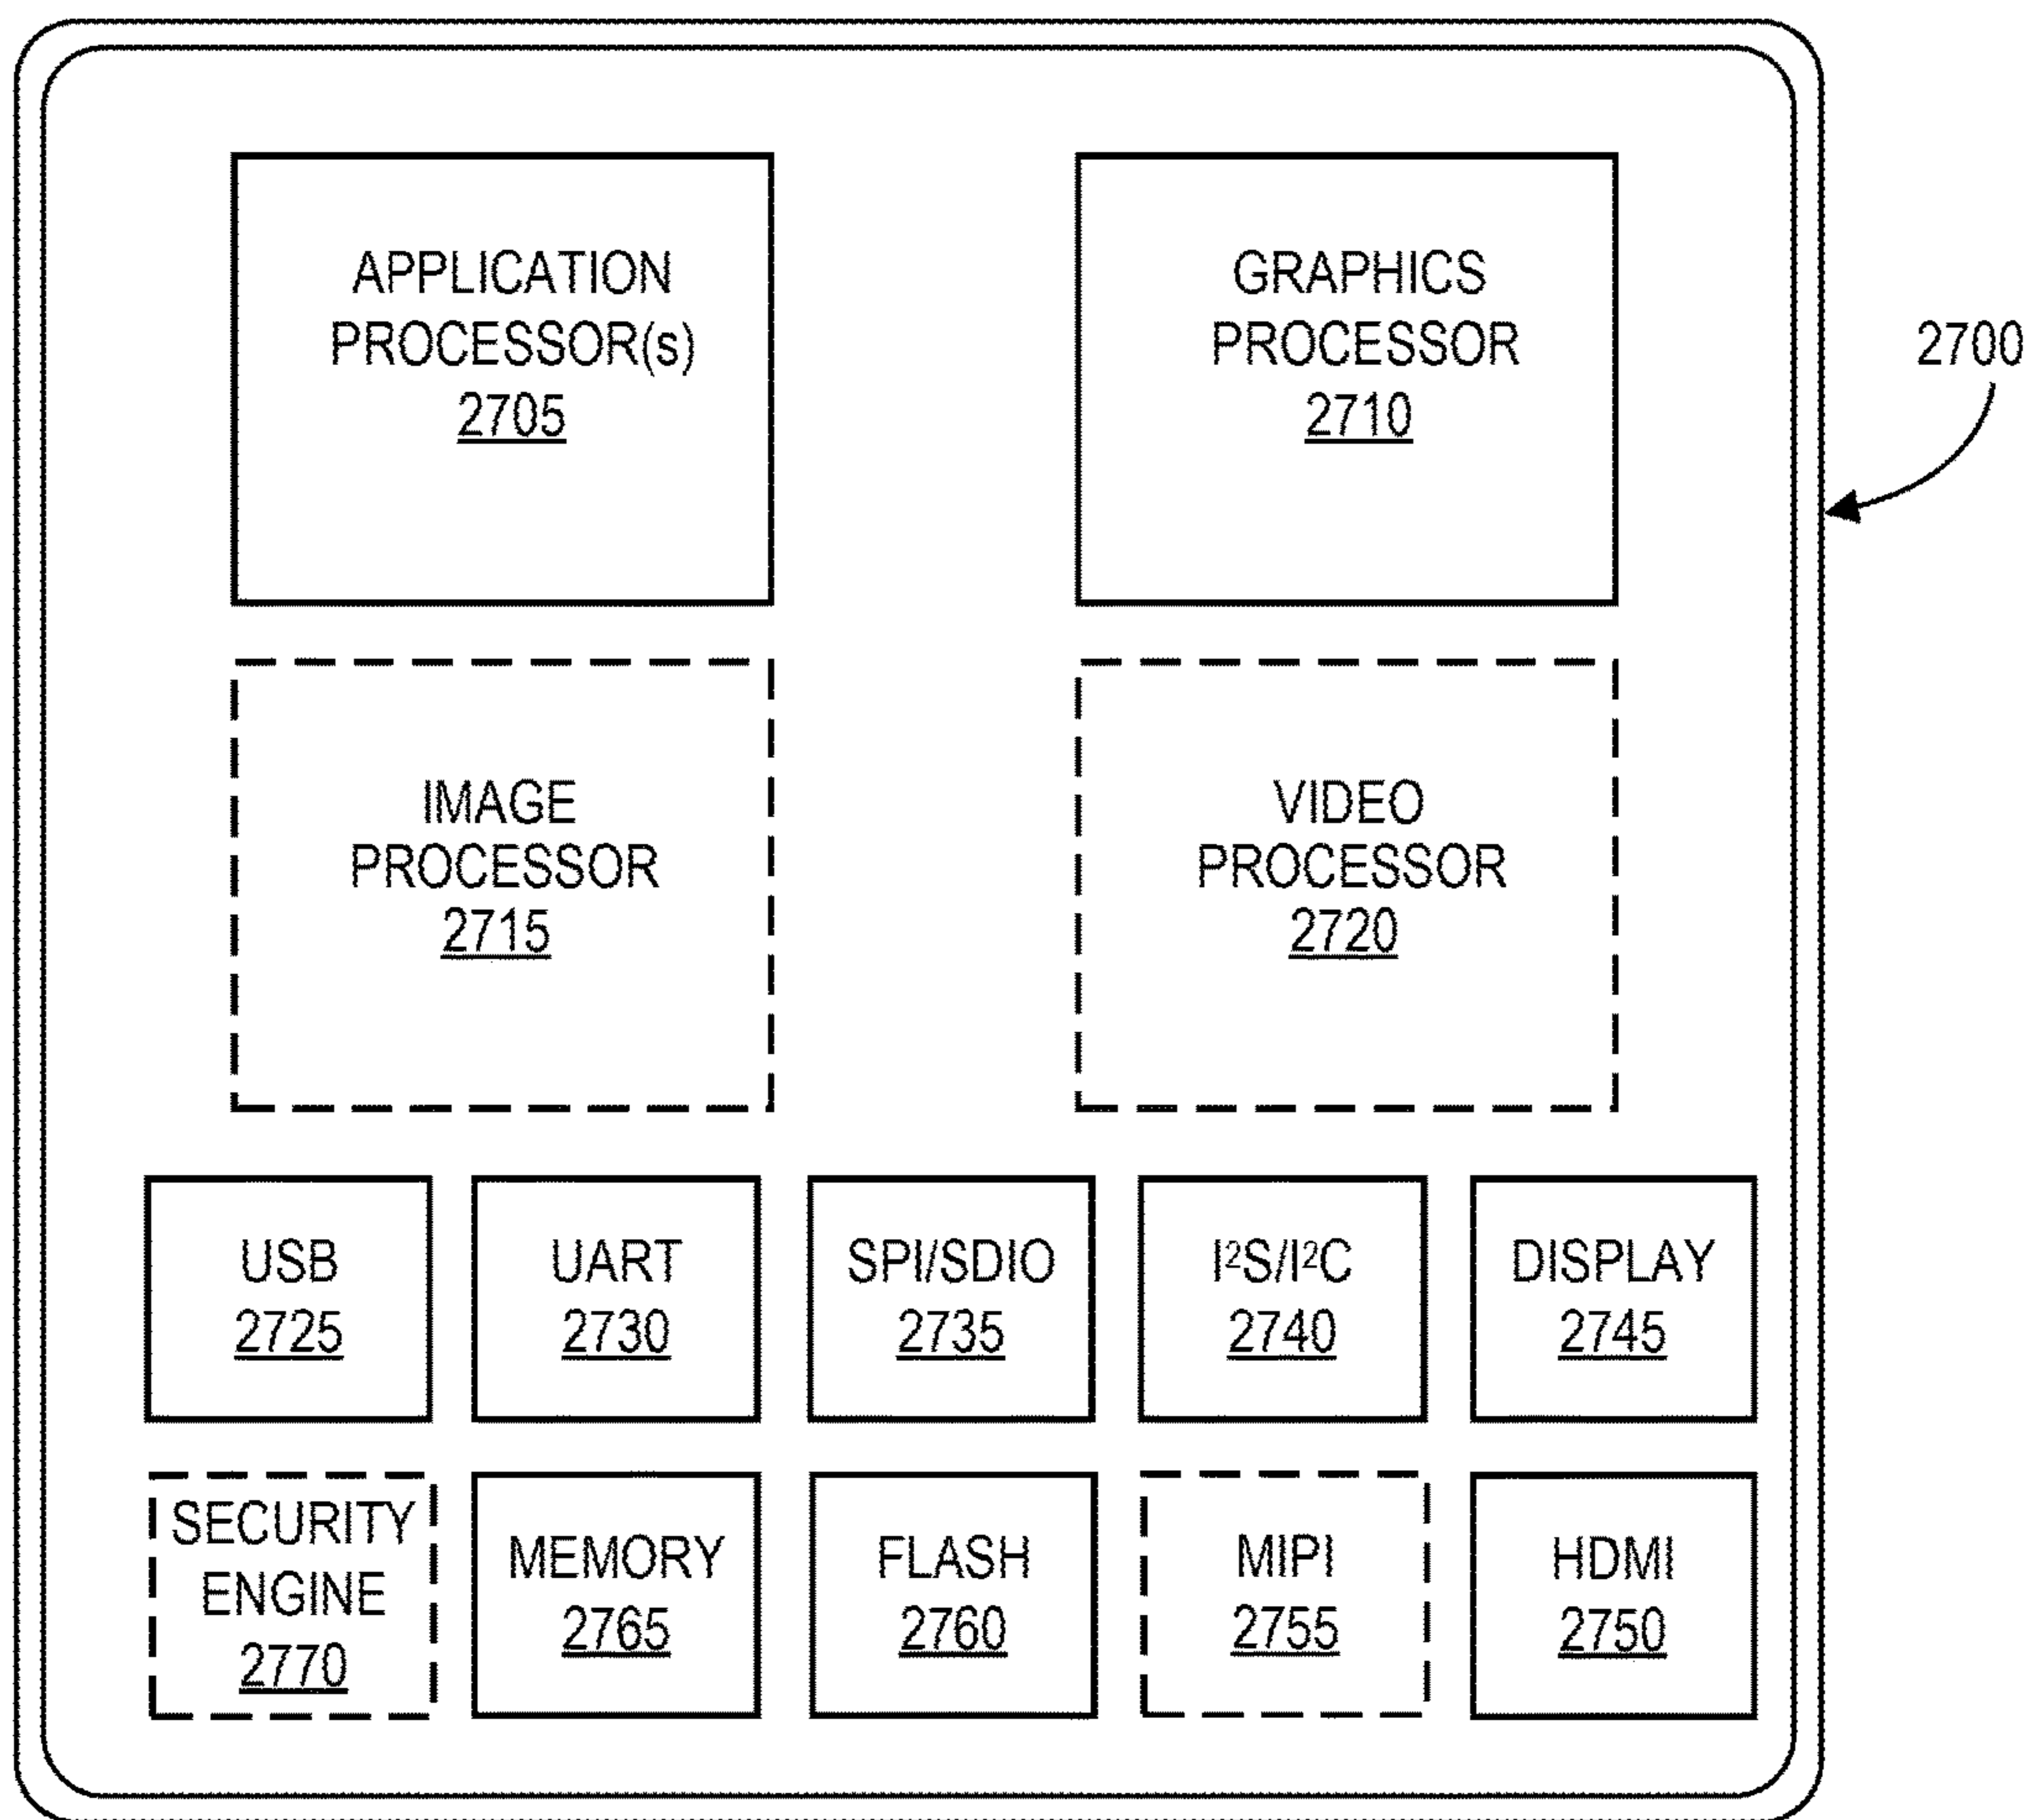 APPLICATION
PROCESSOR(s)
2705
GRAPHICS
PROCESSOR
2710
2700
IMAGE
PROCESSOR
2715
VIDEO
PROCESSOR
2720
USB
2725
UART
2730
SPI/SDIO
2735
I²S/I²C
2740
DISPLAY
2745
SECURITY
ENGINE
2770
MEMORY
2765
FLASH
2760
MIPI
2755
HDMI
2750